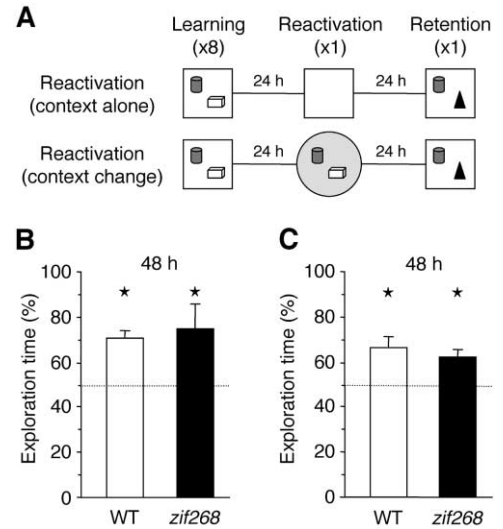 A
Learning
(x8)
Reactivation
(x1)
Retention
(x1)
Reactivation
(context alone)
24 h
24 h
Reactivation
(context change)
24 h
24 h
B
48 h
★ ★
Exploration time (%)
100
80
60
40
20
0
WT
zif268
C
48 h
★ ★
Exploration time (%)
100
80
60
40
20
0
WT
zif268